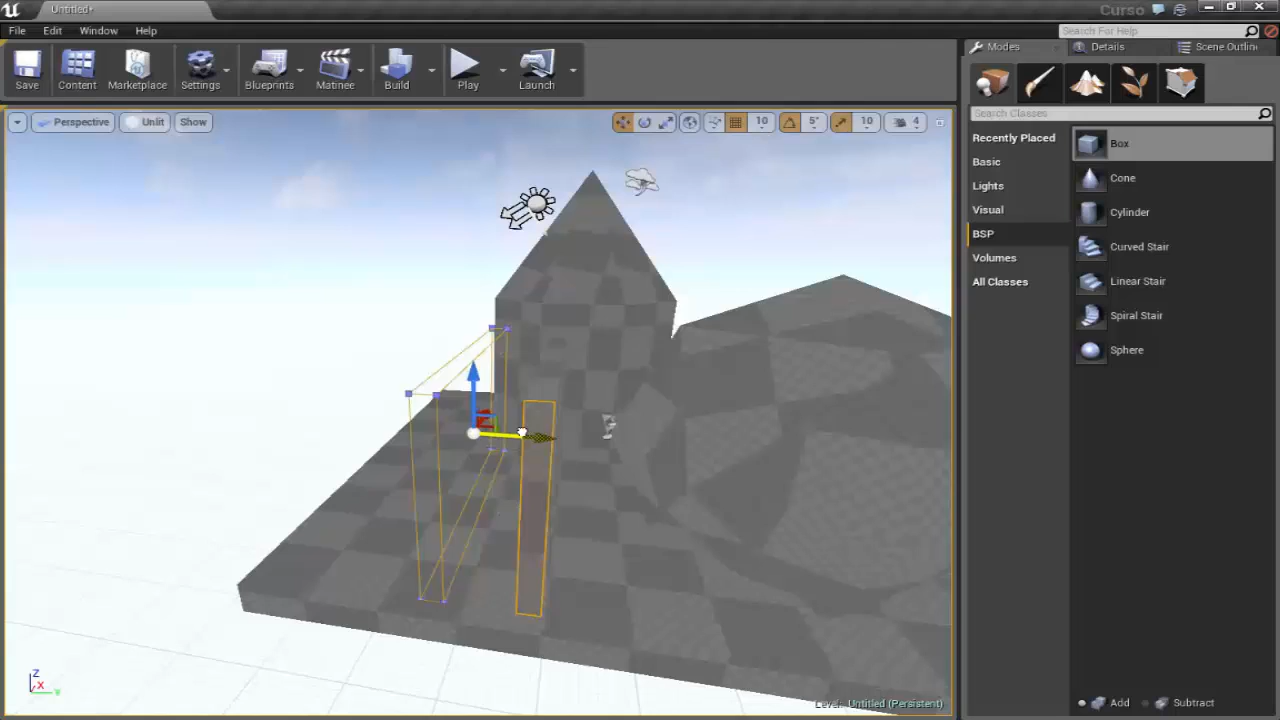 Untitled*
Curso
File Edit Window Help
Search For Help
Save Content Marketplace Settings Blueprints Matinee Build Play Launch
Modes Details Scene Outlin
Search Classes
Perspective Unlit Show
10 5° 10 4
Recently Placed
Basic
Lights
Visual
BSP
Volumes
All Classes
Box
Cone
Cylinder
Curved Stair
Linear Stair
Spiral Stair
Sphere
Z
X
Y
Level: Untitled (Persistent)
Add Subtract